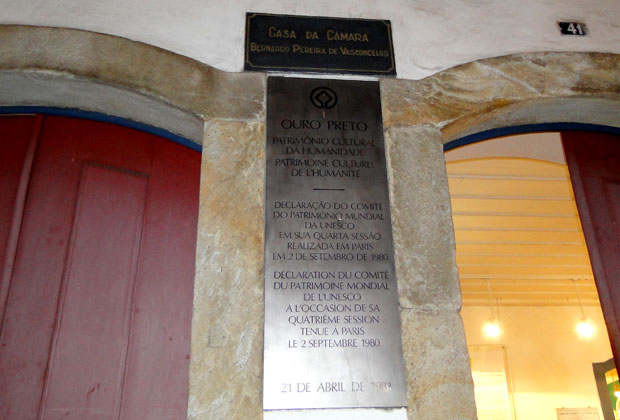 CASA DA CÂMARA
BERNARDO PEREIRA DE VASCONCELOS
41
OURO PRETO
PATRIMÔNIO CULTURAL
DA HUMANIDADE
PATRIMOINE CULTUREL
DE L'HUMANITÉ
DECLARAÇÃO DO COMITÊ
DO PATRIMÔNIO MUNDIAL
DA UNESCO
EM SUA QUARTA SESSÃO
REALIZADA EM PARIS
EM 2 DE SETEMBRO DE 1980
DECLARATION DU COMITÉ
DU PATRIMOINE MONDIAL
DE L'UNESCO
A L'OCCASION DE SA
QUATRIÈME SESSION
TENUE À PARIS
LE 2 SEPTEMBRE 1980
21 DE ABRIL DE 1981